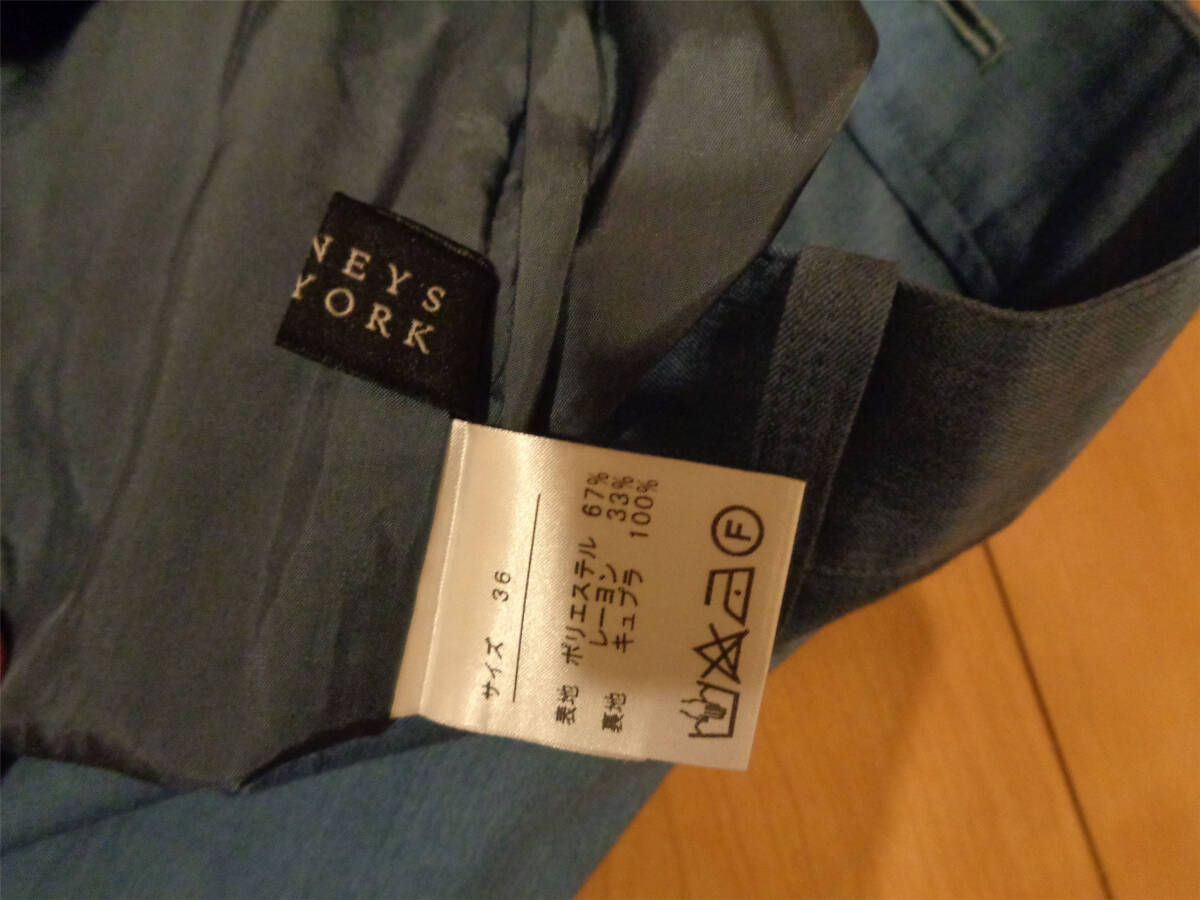 NEYS
YORK
サイズ 36
表地 ポリエステル 67%
レーヨン 33%
裏地 キュプラ 100%
F